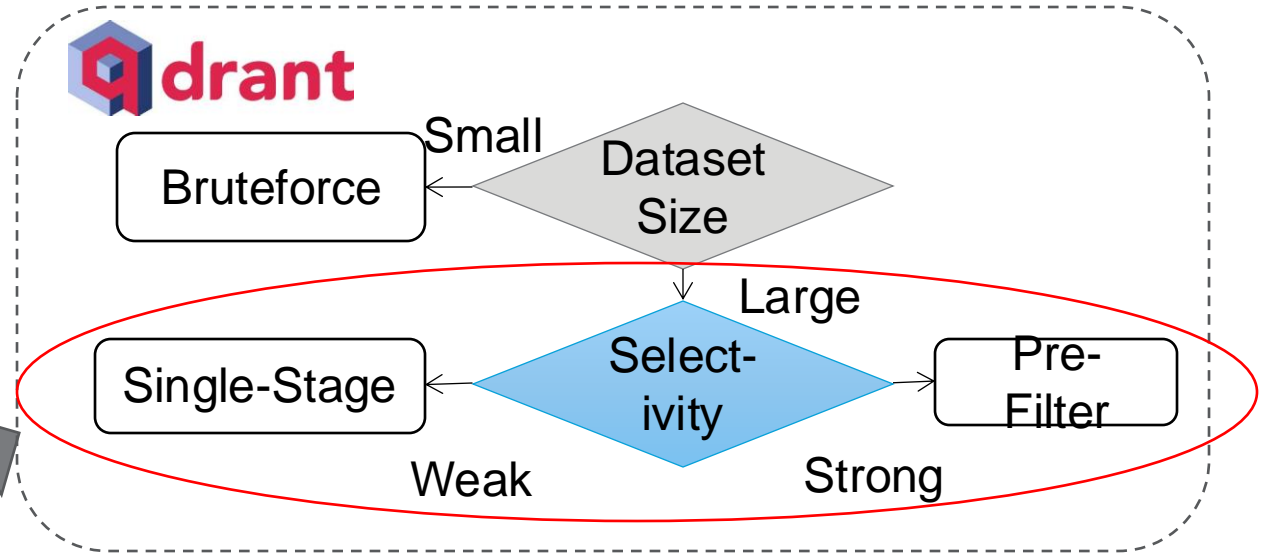 qdrant
Small
Dataset
Size
Bruteforce
Large
Select-
ivity
Single-Stage
Pre-
Filter
Weak
Strong